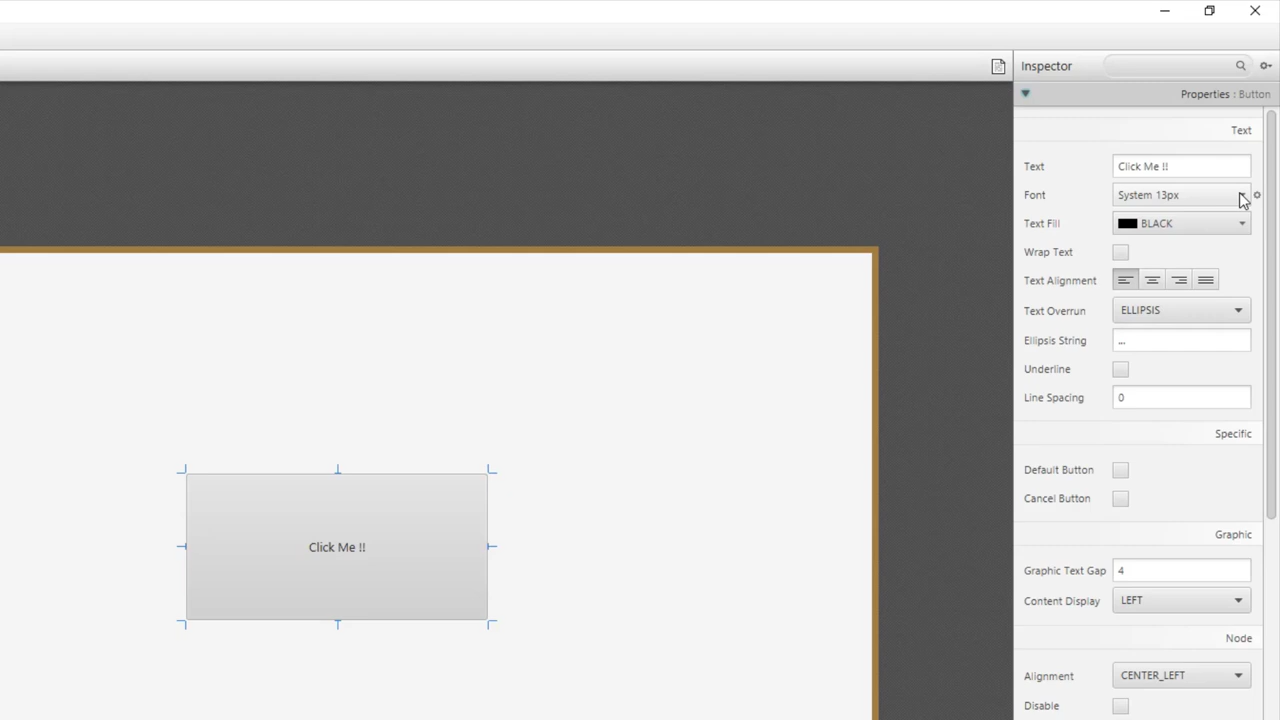 Inspector
Properties : Button
Text
Text Click Me !!
Font System 13px
Text Fill BLACK
Wrap Text
Text Alignment
Text Overrun ELLIPSIS
Ellipsis String ...
Underline
Line Spacing 0
Specific
Default Button
Cancel Button
Graphic
Graphic Text Gap 4
Content Display LEFT
Node
Alignment CENTER_LEFT
Disable
Click Me !!